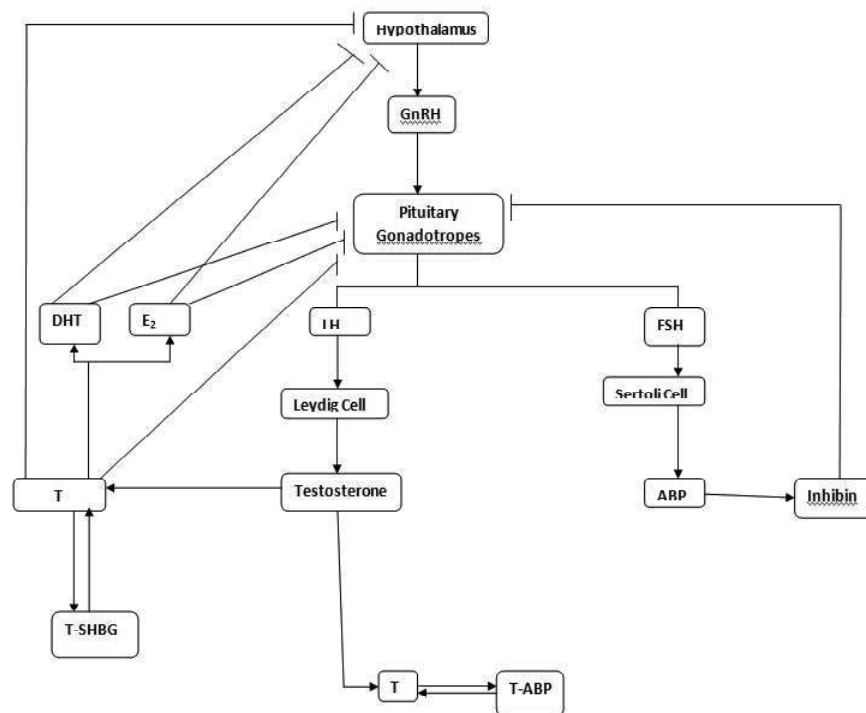 Hypothalamus
GnRH
Pituitary
Gonadotropes
DHT
E₂
LH
FSH
Leydig Cell
Sertoli Cell
T
Testosterone
ABP
Inhibin
T-SHBG
T
T-ABP